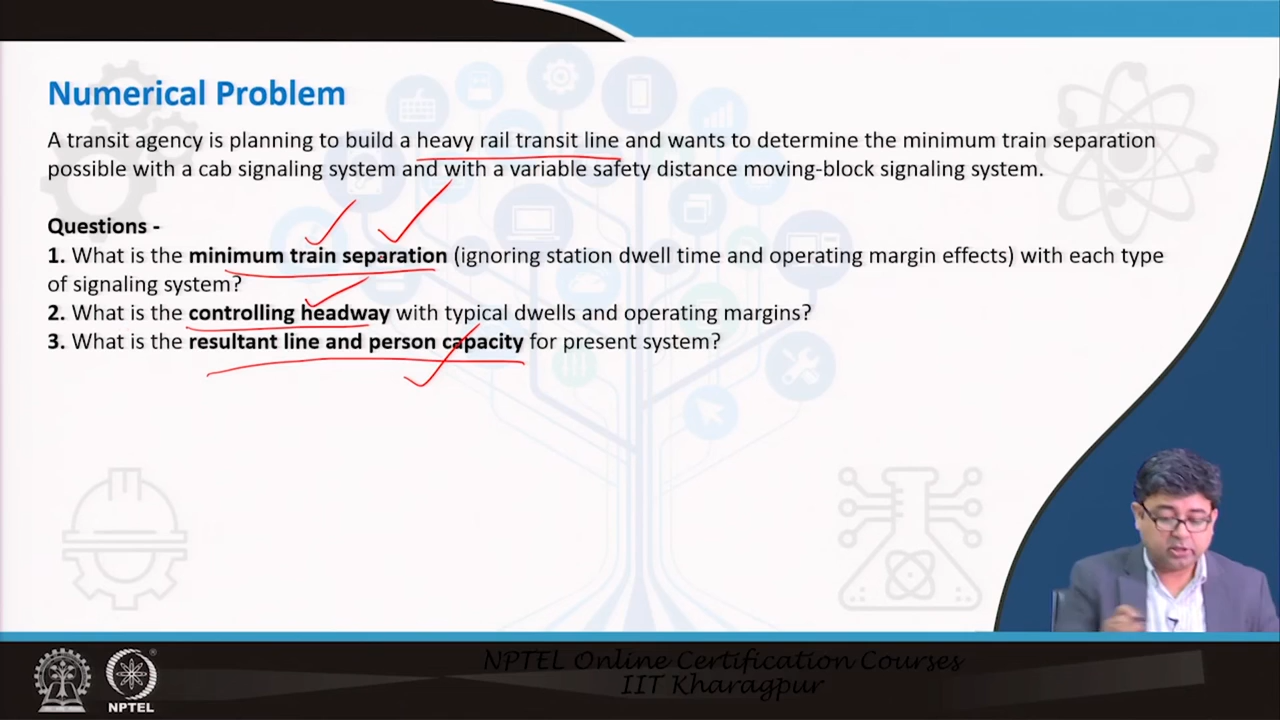 Numerical Problem
A transit agency is planning to build a heavy rail transit line and wants to determine the minimum train separation
possible with a cab signaling system and with a variable safety distance moving-block signaling system.
Questions -
1. What is the minimum train separation (ignoring station dwell time and operating margin effects) with each type
of signaling system?
2. What is the controlling headway with typical dwells and operating margins?
3. What is the resultant line and person capacity for present system?
NPTEL Online Certification Courses
IIT Kharagpur
NPTEL